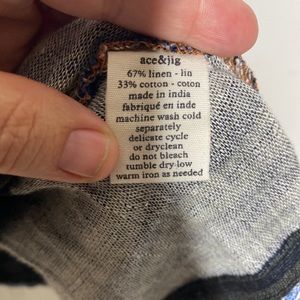 ace&jig
67% linen - lin
33% cotton - coton
made in india
fabriqué en inde
machine wash cold
separately
delicate cycle
or dryclean
do not bleach
tumble dry low
warm iron as needed